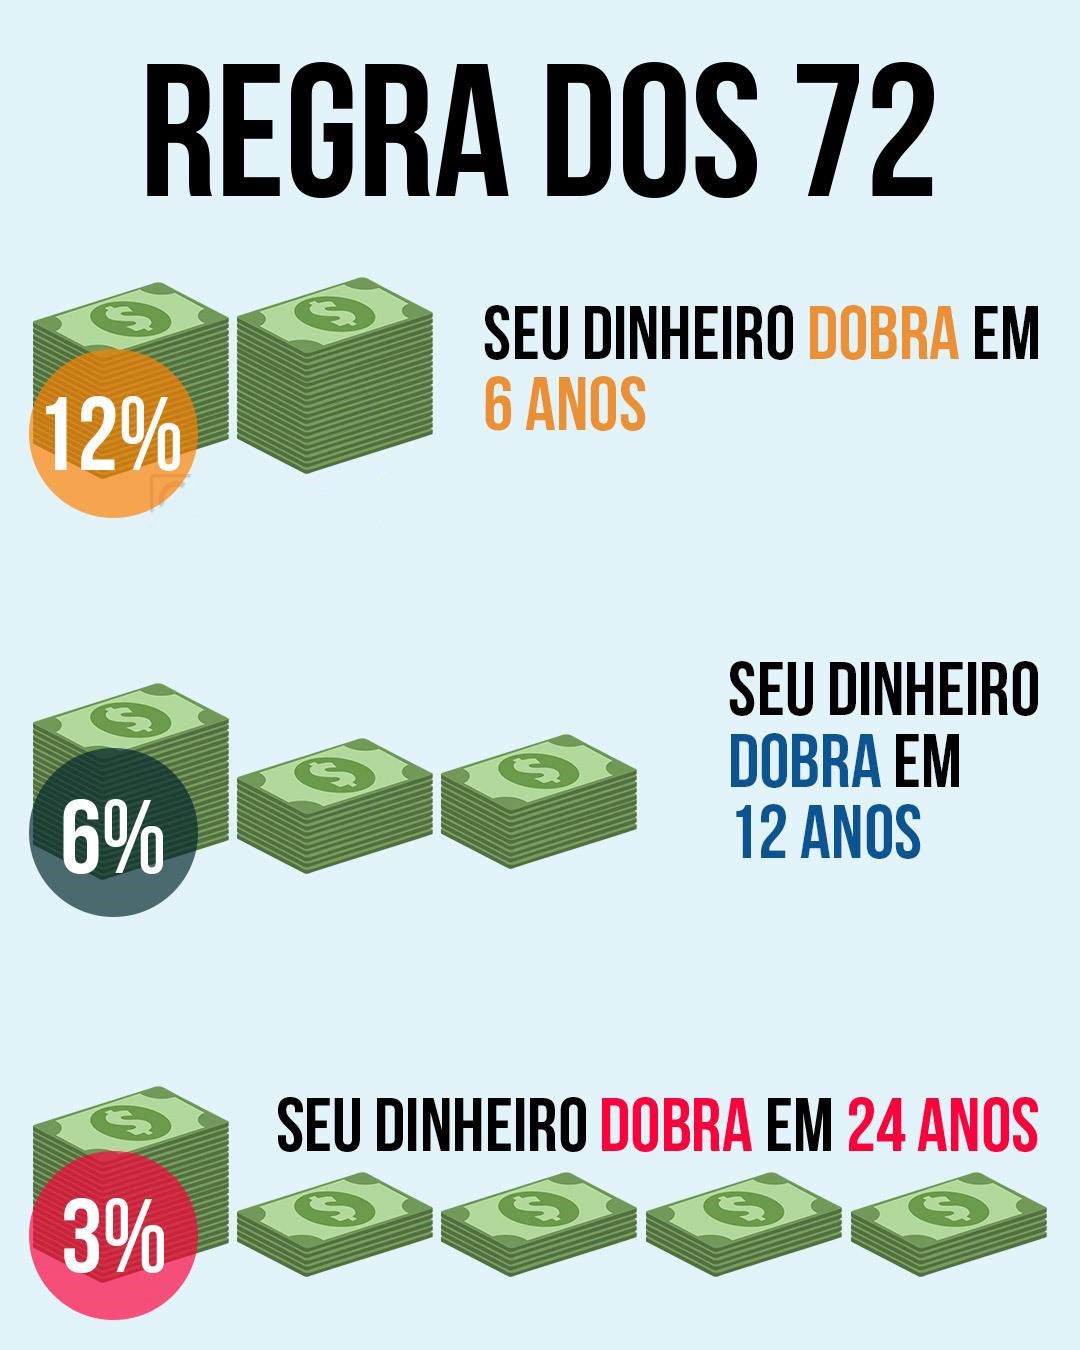 REGRA DOS 72
SEU DINHEIRO DOBRA EM
6 ANOS
12%
SEU DINHEIRO
DOBRA EM
12 ANOS
6%
SEU DINHEIRO DOBRA EM 24 ANOS
3%